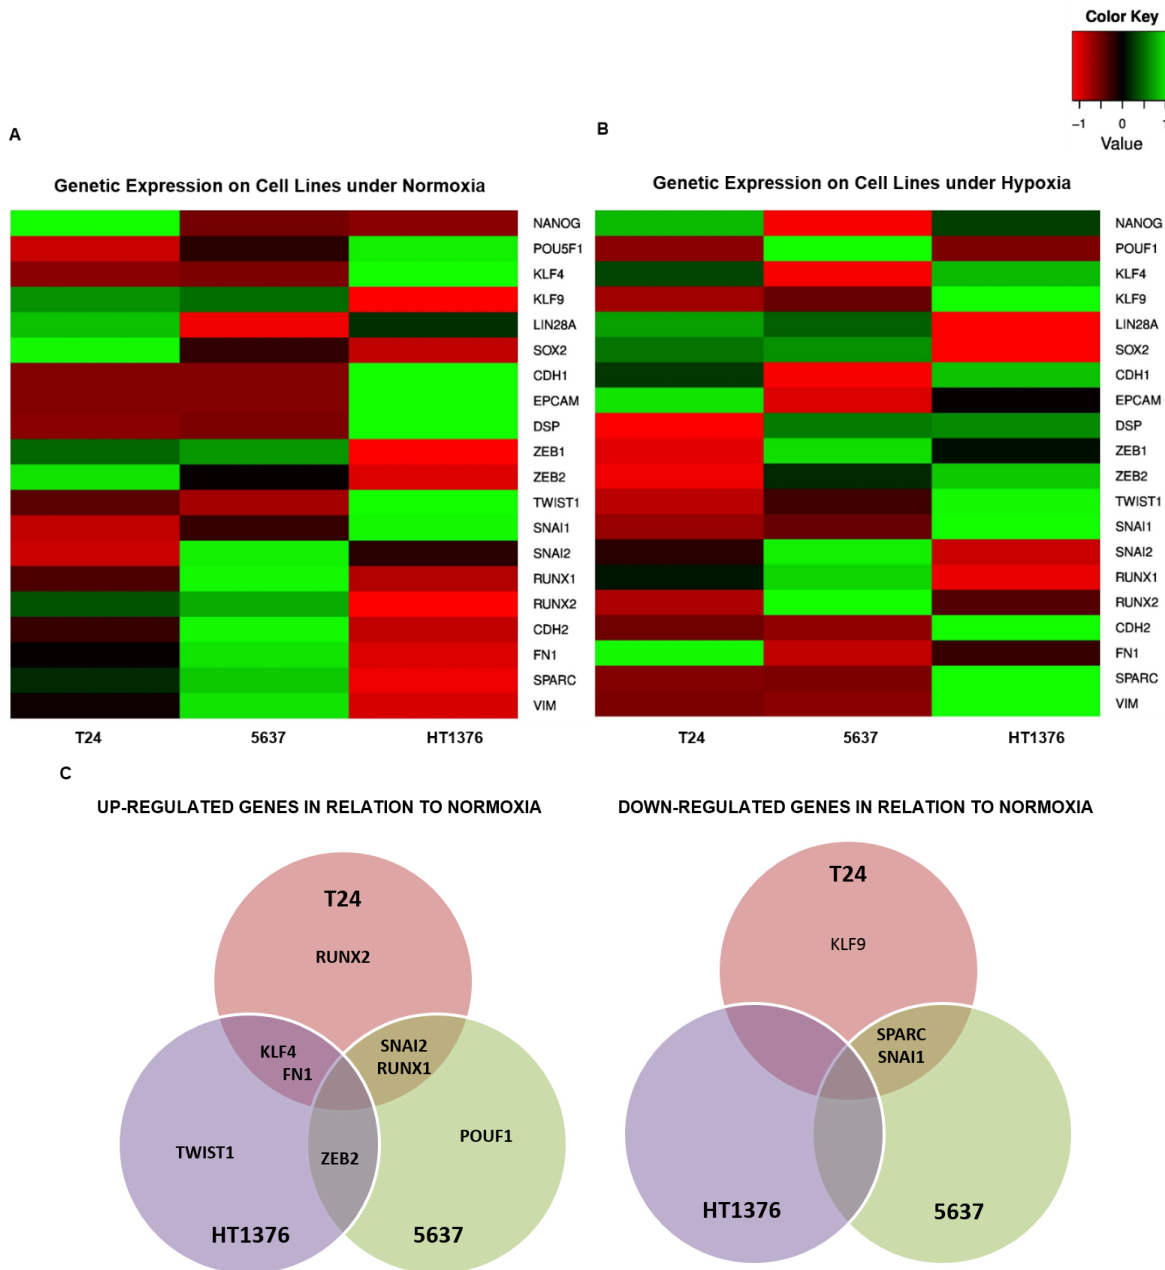 Color Key
-1 0 1
Value
A
B
Genetic Expression on Cell Lines under Normoxia
Genetic Expression on Cell Lines under Hypoxia
NANOG
POU5F1
KLF4
KLF9
LIN28A
SOX2
CDH1
EPCAM
DSP
ZEB1
ZEB2
TWIST1
SNAI1
SNAI2
RUNX1
RUNX2
CDH2
FN1
SPARC
VIM
T24 5637 HT1376
NANOG
POUF1
KLF4
KLF9
LIN28A
SOX2
CDH1
EPCAM
DSP
ZEB1
ZEB2
TWIST1
SNAI1
SNAI2
RUNX1
RUNX2
CDH2
FN1
SPARC
VIM
T24 5637 HT1376
C
UP-REGULATED GENES IN RELATION TO NORMOXIA
T24
RUNX2
KLF4
FN1
SNAI2
RUNX1
TWIST1
ZEB2
POUF1
HT1376
5637
DOWN-REGULATED GENES IN RELATION TO NORMOXIA
T24
KLF9
SPARC
SNAI1
HT1376
5637